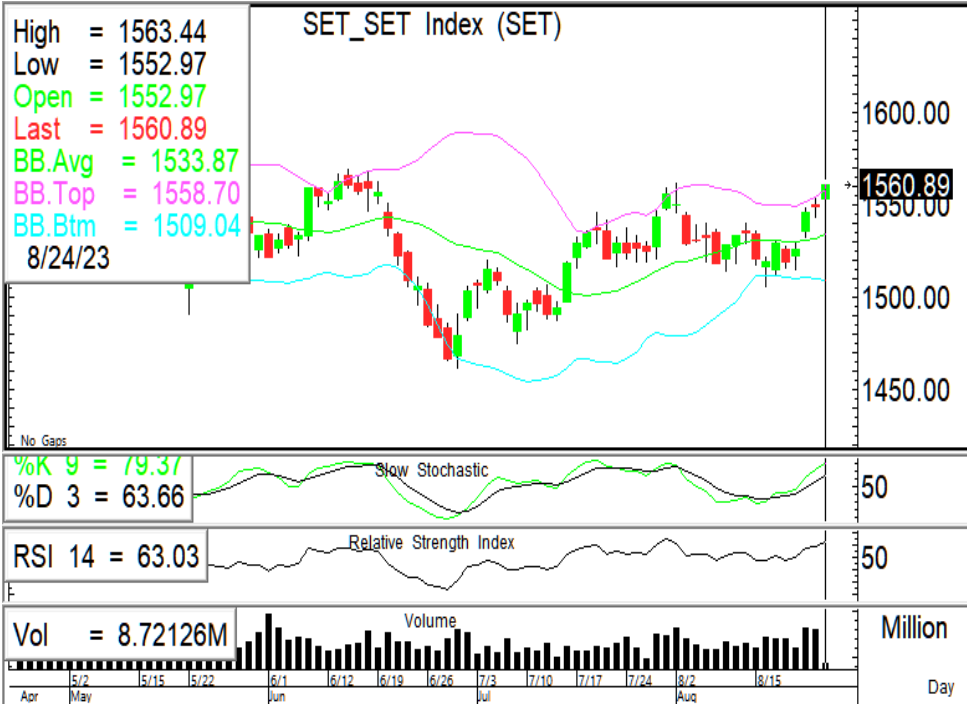 SET_SET Index (SET)
High = 1563.44
Low = 1552.97
Open = 1552.97
Last = 1560.89
BB.Avg = 1533.87
BB.Top = 1558.70
BB.Btm = 1509.04
8/24/23
1600.00
1560.89
1550.00
1500.00
1450.00
No Gaps
%K 9 = 79.37
%D 3 = 63.66
Slow Stochastic
50
RSI 14 = 63.03
Relative Strength Index
50
Vol = 8.72126M
Volume
Million
5/2 5/15 5/22 6/1 6/12 6/19 6/26 7/3 7/10 7/17 7/24 8/2 8/15
Apr May Jun Jul Aug
Day